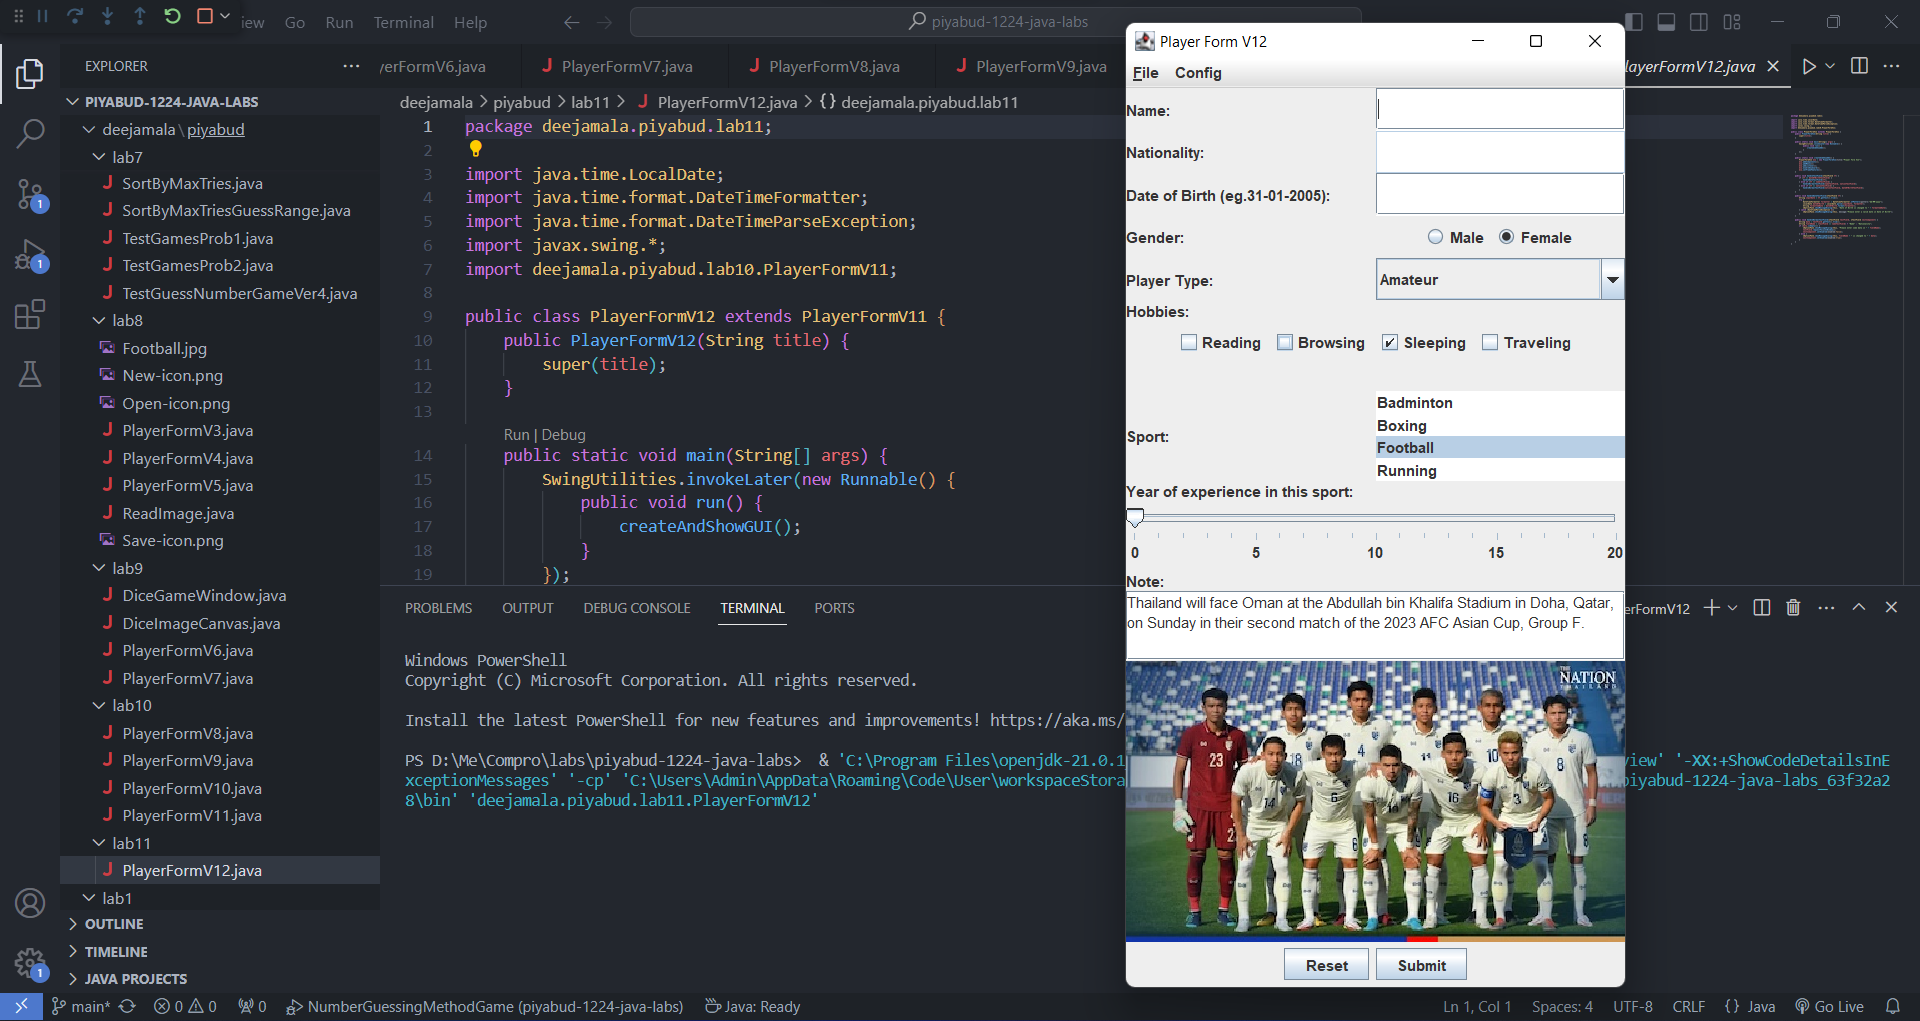 iew Go Run Terminal Help
piyabud-1224-java-labs
EXPLORER
yerFormV6.java PlayerFormV7.java PlayerFormV8.java PlayerFormV9.java
layerFormV12.java
PIYABUD-1224-JAVA-LABS
deejamala \ piyabud
lab7
SortByMaxTries.java
SortByMaxTriesGuessRange.java
TestGamesProb1.java
TestGamesProb2.java
TestGuessNumberGameVer4.java
lab8
Football.jpg
New-icon.png
Open-icon.png
PlayerFormV3.java
PlayerFormV4.java
PlayerFormV5.java
ReadImage.java
Save-icon.png
lab9
DiceGameWindow.java
DiceImageCanvas.java
PlayerFormV6.java
PlayerFormV7.java
lab10
PlayerFormV8.java
PlayerFormV9.java
PlayerFormV10.java
PlayerFormV11.java
lab11
PlayerFormV12.java
lab1
OUTLINE
TIMELINE
JAVA PROJECTS
1
1
1
deejamala > piyabud > lab11 > PlayerFormV12.java > {} deejamala.piyabud.lab11
1 package deejamala.piyabud.lab11;
2
3 import java.time.LocalDate;
4 import java.time.format.DateTimeFormatter;
5 import java.time.format.DateTimeParseException;
6 import javax.swing.*;
7 import deejamala.piyabud.lab10.PlayerFormV11;
8
9 public class PlayerFormV12 extends PlayerFormV11 {
10 public PlayerFormV12(String title) {
11 super(title);
12 }
13
Run | Debug
14 public static void main(String[] args) {
15 SwingUtilities.invokeLater(new Runnable() {
16 public void run() {
17 createAndShowGUI();
18 }
19 });
PROBLEMS OUTPUT DEBUG CONSOLE TERMINAL PORTS
erFormV12
Windows PowerShell
Copyright (C) Microsoft Corporation. All rights reserved.
Install the latest PowerShell for new features and improvements! https://aka.ms/
PS D:\Me\Compro\labs\piyabud-1224-java-labs> & 'C:\Program Files\openjdk-21.0.1 view' '-XX:+ShowCodeDetailsInE
xceptionMessages' '-cp' 'C:\Users\Admin\AppData\Roaming\Code\User\workspaceStora piyabud-1224-java-labs_63f32a2
8\bin' 'deejamala.piyabud.lab11.PlayerFormV12'
Player Form V12
File Config
Name:
Nationality:
Date of Birth (eg.31-01-2005):
Gender: Male Female
Player Type: Amateur
Hobbies:
Reading Browsing Sleeping Traveling
Badminton
Boxing
Sport:
Football
Running
Year of experience in this sport:
0 5 10 15 20
Note:
Thailand will face Oman at the Abdullah bin Khalifa Stadium in Doha, Qatar,
on Sunday in their second match of the 2023 AFC Asian Cup, Group F.
THE
NATION
THAILAND
23 18 4 10 8
14 6 16 3
Reset Submit
main* 0 0 0 NumberGuessingMethodGame (piyabud-1224-java-labs) Java: Ready
Ln 1, Col 1 Spaces: 4 UTF-8 CRLF {} Java Go Live